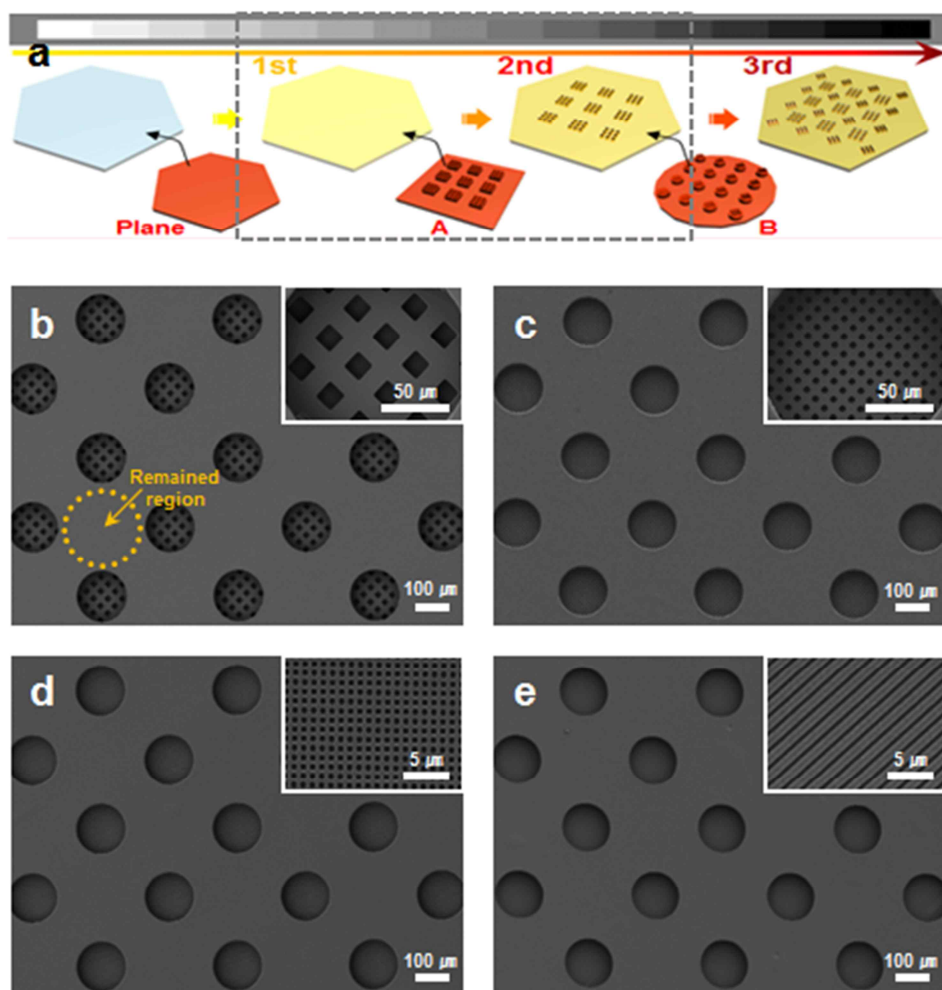 a
1st
2nd
3rd
Plane
A
B
b
50 ㎛
Remained
region
100 ㎛
c
50 ㎛
100 ㎛
d
5 ㎛
100 ㎛
e
5 ㎛
100 ㎛